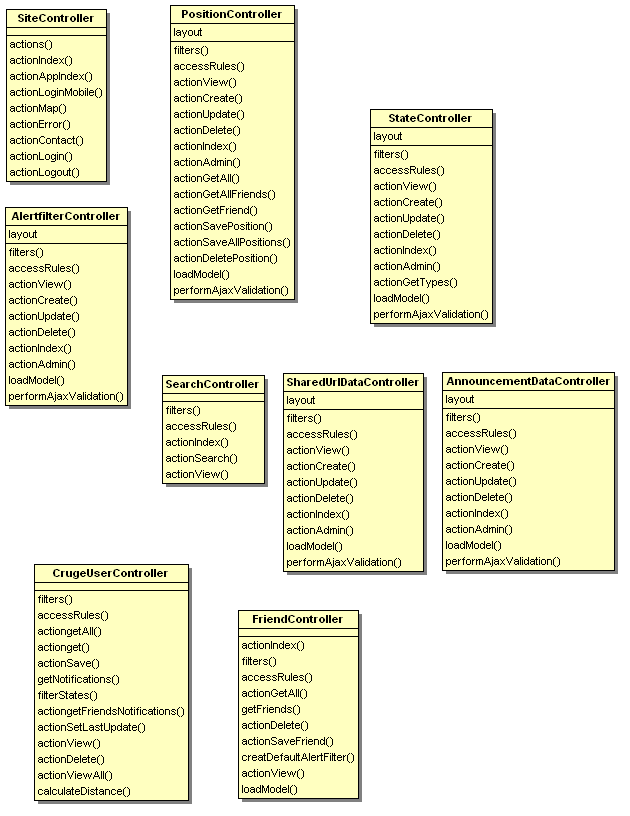 SiteController
actions()
actionIndex()
actionAppIndex()
actionLoginMobile()
actionMap()
actionError()
actionContact()
actionLogin()
actionLogout()
PositionController
layout
filters()
accessRules()
actionView()
actionCreate()
actionUpdate()
actionDelete()
actionIndex()
actionAdmin()
actionGetAll()
actionGetAllFriends()
actionGetFriend()
actionSavePosition()
actionSaveAllPositions()
actionDeletePosition()
loadModel()
performAjaxValidation()
StateController
layout
filters()
accessRules()
actionView()
actionCreate()
actionUpdate()
actionDelete()
actionIndex()
actionAdmin()
actionGetTypes()
loadModel()
performAjaxValidation()
AlertfilterController
layout
filters()
accessRules()
actionView()
actionCreate()
actionUpdate()
actionDelete()
actionIndex()
actionAdmin()
loadModel()
performAjaxValidation()
SearchController
filters()
accessRules()
actionIndex()
actionSearch()
actionView()
SharedUrlDataController
layout
filters()
accessRules()
actionView()
actionCreate()
actionUpdate()
actionDelete()
actionIndex()
actionAdmin()
loadModel()
performAjaxValidation()
AnnouncementDataController
layout
filters()
accessRules()
actionView()
actionCreate()
actionUpdate()
actionDelete()
actionIndex()
actionAdmin()
loadModel()
performAjaxValidation()
CrugeUserController
filters()
accessRules()
actiongetAll()
actionget()
actionSave()
getNotifications()
filterStates()
actiongetFriendsNotifications()
actionSetLastUpdate()
actionView()
actionDelete()
actionViewAll()
calculateDistance()
FriendController
actionIndex()
filters()
accessRules()
actionGetAll()
getFriends()
actionDelete()
actionSaveFriend()
creatDefaultAlertFilter()
actionView()
loadModel()